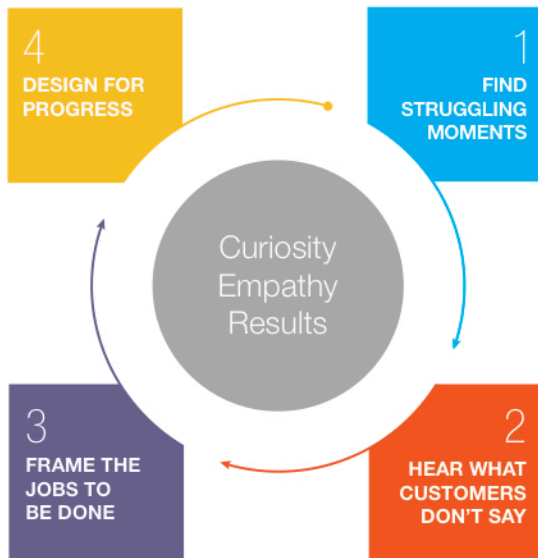 4
DESIGN FOR
PROGRESS
1
FIND
STRUGGLING
MOMENTS
Curiosity
Empathy
Results
3
FRAME THE
JOBS TO
BE DONE
2
HEAR WHAT
CUSTOMERS
DON'T SAY